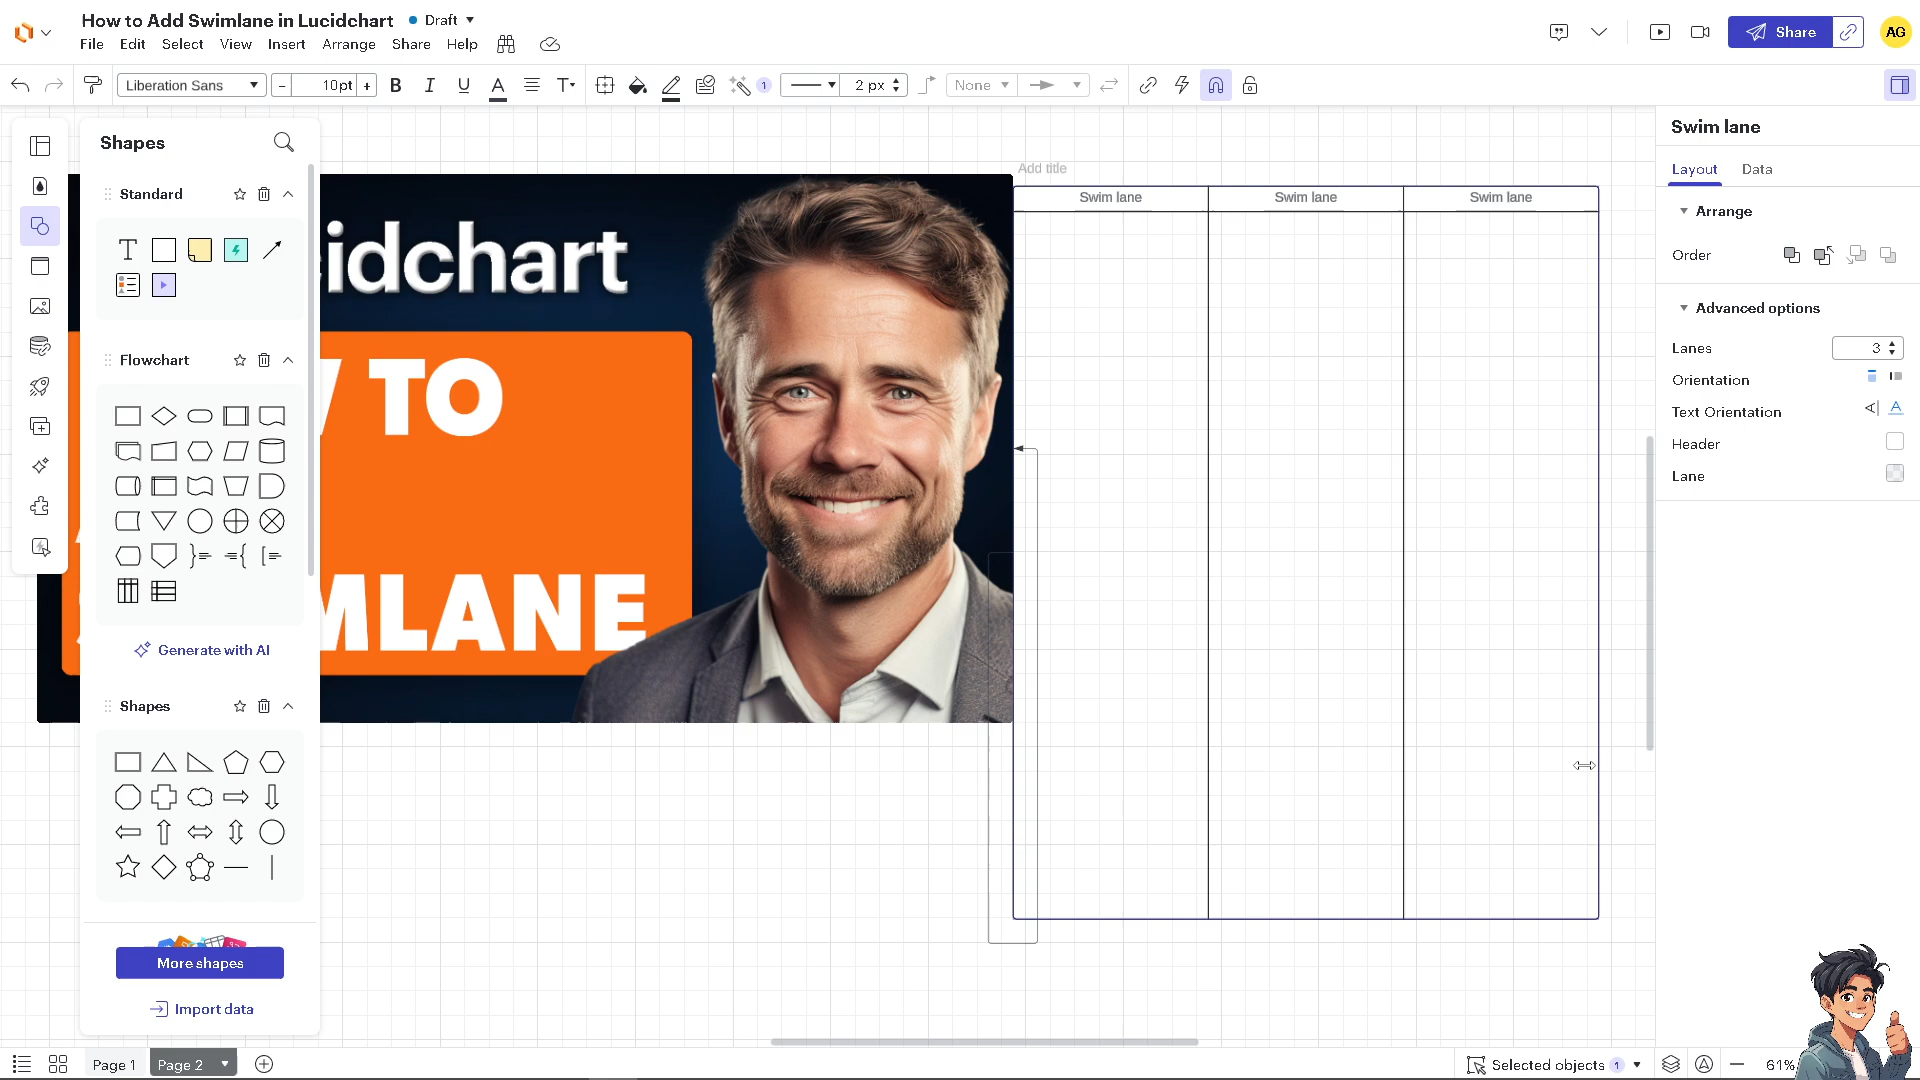 How to Add Swimlane in Lucidchart
Draft
File Edit Select View Insert Arrange Share Help
Share
AG
Liberation Sans
- 10pt +
B I U A T
1
2 px
None
Shapes
Standard
T
Flowchart
Generate with AI
Shapes
More shapes
Import data
idchart
TO
MLANE
Add title
Swim lane Swim lane Swim lane
Swim lane
Layout Data
Arrange
Order
Advanced options
Lanes 3
Orientation
Text Orientation
Header
Lane
Page 1 Page 2
Selected objects 1
61%